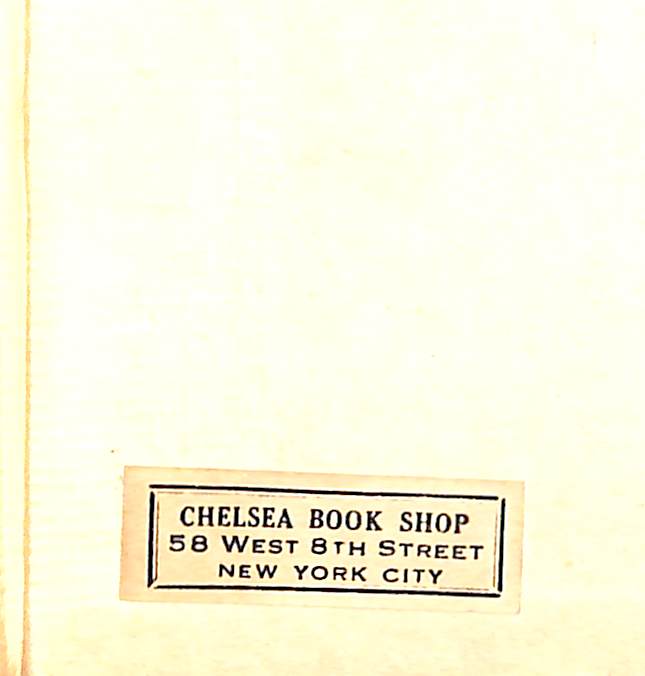 CHELSEA BOOK SHOP
58 WEST 8TH STREET
NEW YORK CITY